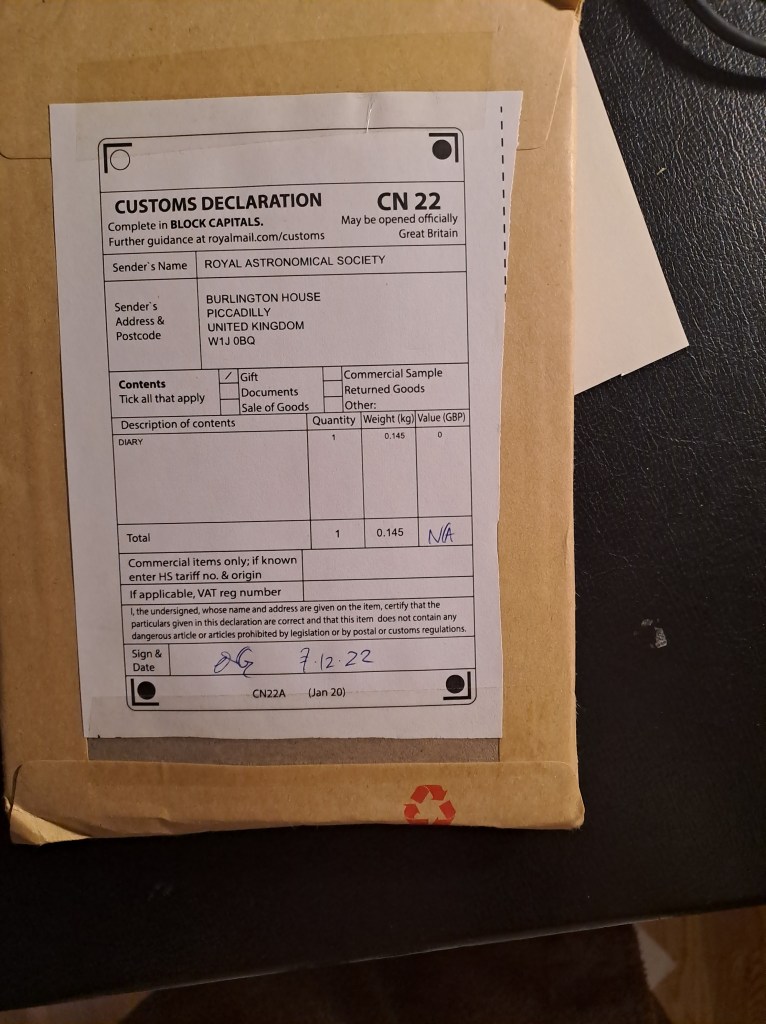 CUSTOMS DECLARATION
CN 22
Complete in BLOCK CAPITALS.
May be opened officially
Further guidance at royalmail.com/customs
Great Britain
Sender's Name
ROYAL ASTRONOMICAL SOCIETY
Sender's
Address &
Postcode
BURLINGTON HOUSE
PICCADILLY
UNITED KINGDOM
W1J 0BQ
Contents
Tick all that apply
Gift
Documents
Sale of Goods
Commercial Sample
Returned Goods
Other:
Description of contents
Quantity
Weight (kg)
Value (GBP)
DIARY
1
0.145
0
Total
1
0.145
N/A
Commercial items only; if known
enter HS tariff no. & origin
If applicable, VAT reg number
I, the undersigned, whose name and address are given on the item, certify that the
particulars given in this declaration are correct and that this item does not contain any
dangerous article or articles prohibited by legislation or by postal or customs regulations.
Sign &
Date
7.12.22
CN22A (Jan 20)